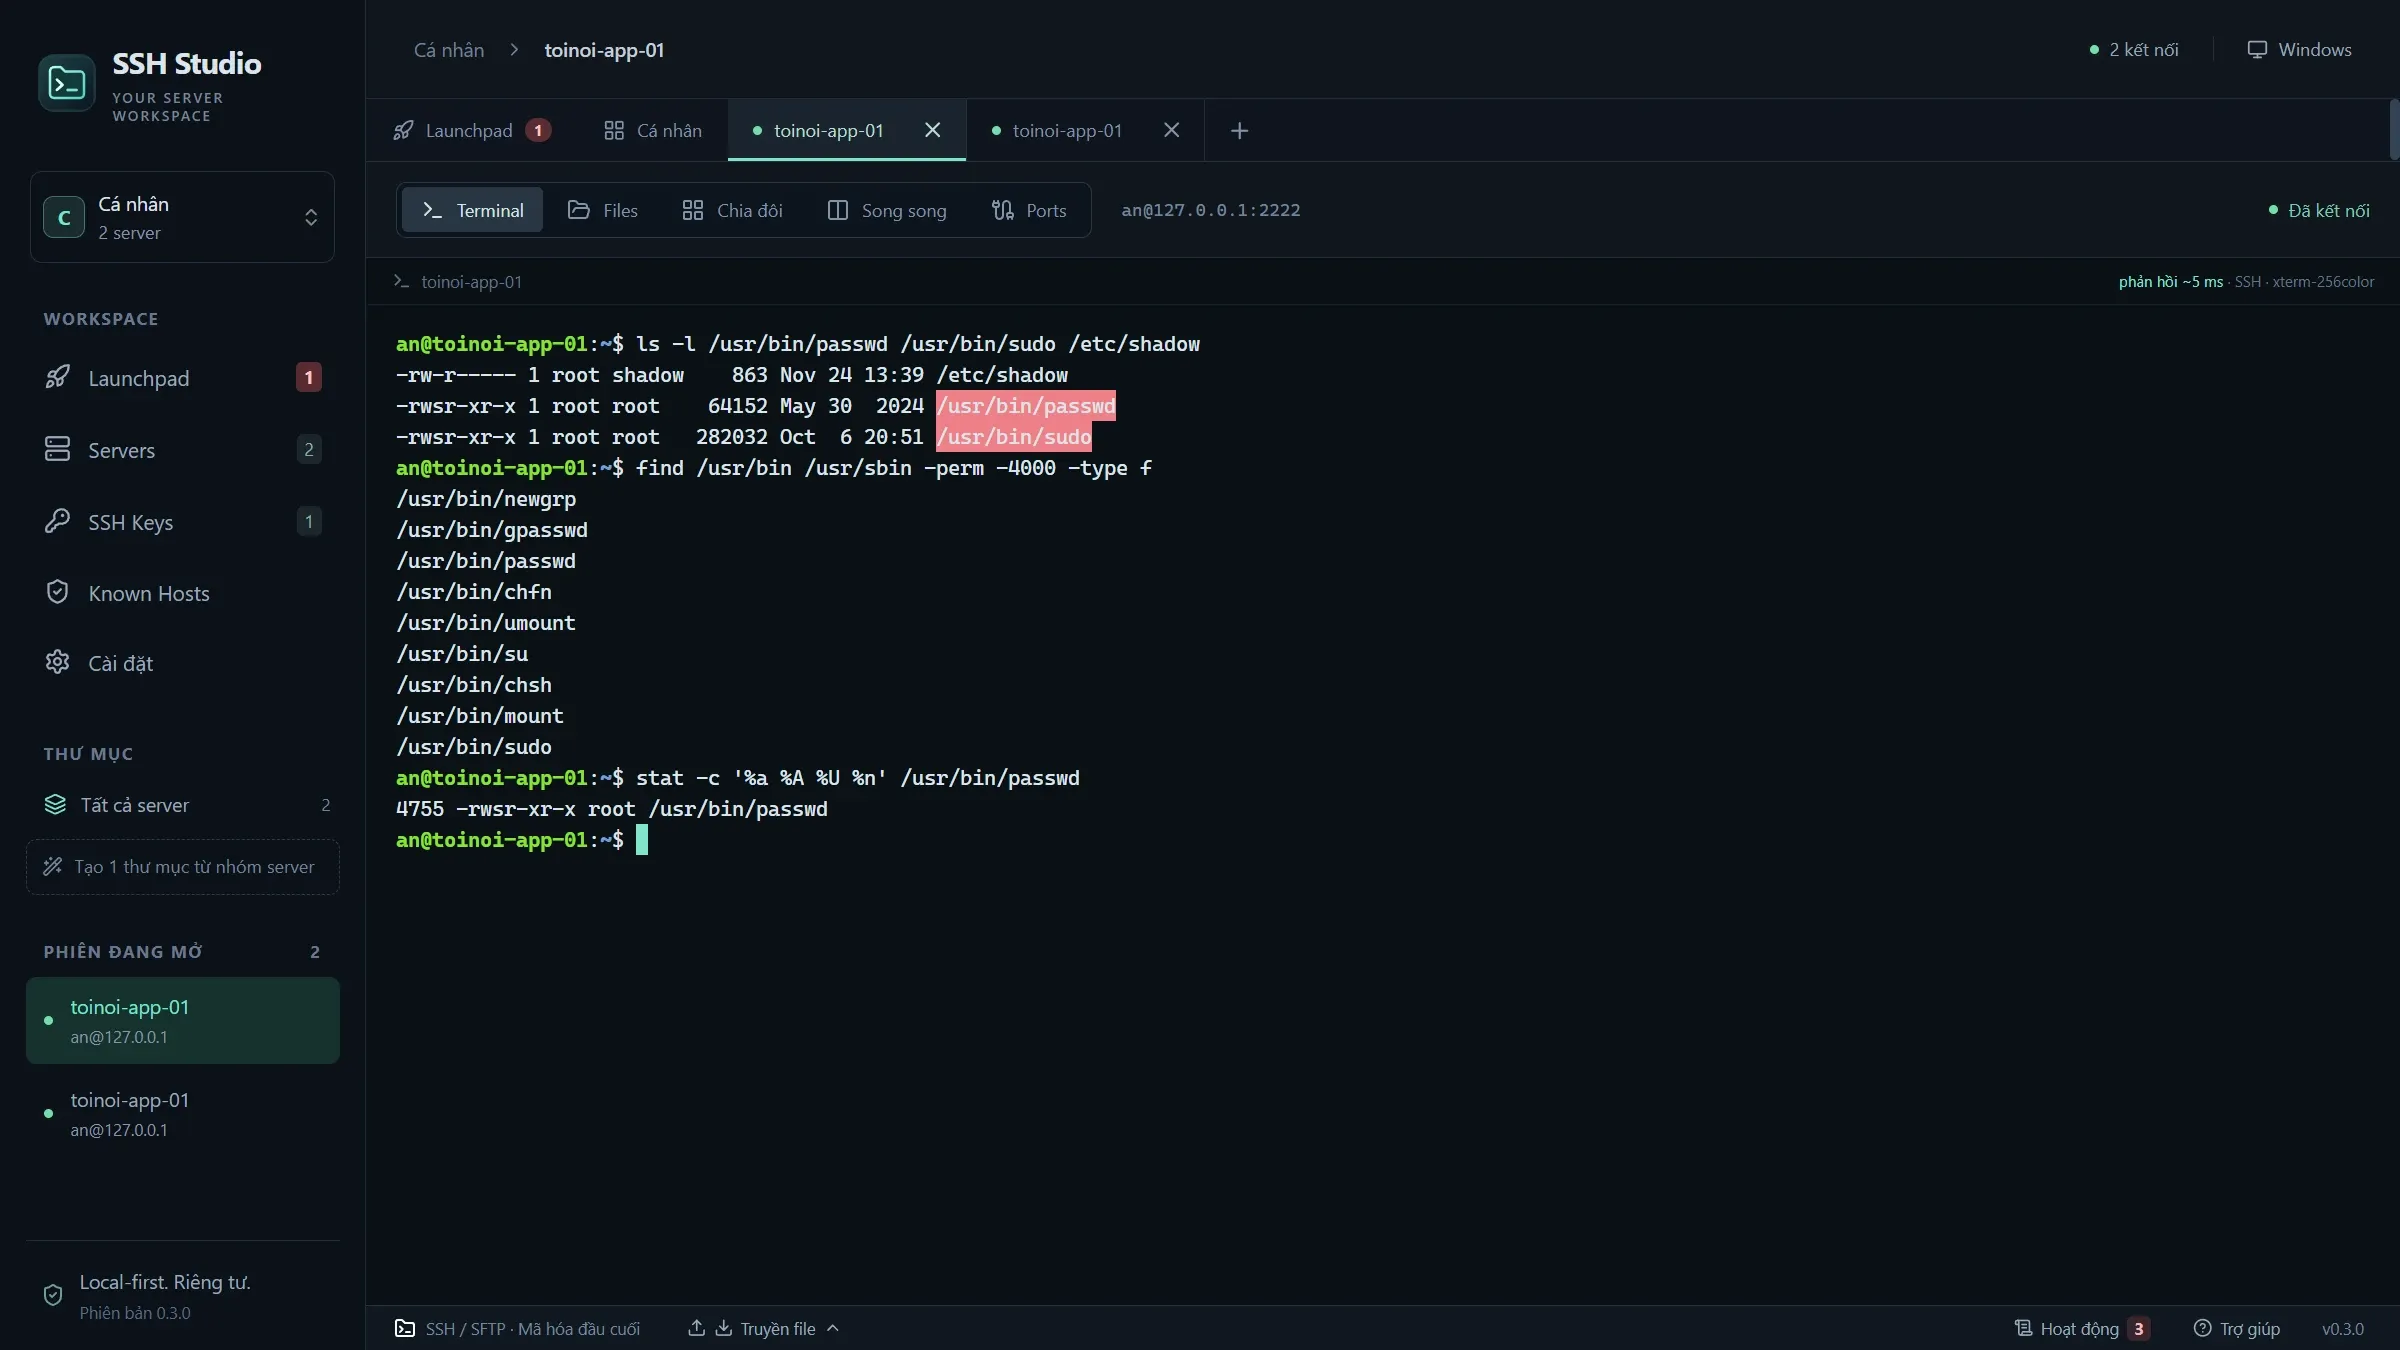 SSH Studio
YOUR SERVER
WORKSPACE
C
Cá nhân
2 server
WORKSPACE
Launchpad 1
Servers 2
SSH Keys 1
Known Hosts
Cài đặt
THƯ MỤC
Tất cả server 2
Tạo 1 thư mục từ nhóm server
PHIÊN ĐANG MỞ 2
toinoi-app-01
an@127.0.0.1
toinoi-app-01
an@127.0.0.1
Local-first. Riêng tư.
Phiên bản 0.3.0
Cá nhân > toinoi-app-01
2 kết nối
Windows
Launchpad 1
Cá nhân
toinoi-app-01
toinoi-app-01
Terminal
Files
Chia đôi
Song song
Ports
an@127.0.0.1:2222
Đã kết nối
toinoi-app-01
phản hồi ~5 ms · SSH · xterm-256color
an@toinoi-app-01:~$ ls -l /usr/bin/passwd /usr/bin/sudo /etc/shadow
-rw-r----- 1 root shadow    863 Nov 24 13:39 /etc/shadow
-rwsr-xr-x 1 root root    64152 May 30  2024 /usr/bin/passwd
-rwsr-xr-x 1 root root   282032 Oct  6 20:51 /usr/bin/sudo
an@toinoi-app-01:~$ find /usr/bin /usr/sbin -perm -4000 -type f
/usr/bin/newgrp
/usr/bin/gpasswd
/usr/bin/passwd
/usr/bin/chfn
/usr/bin/umount
/usr/bin/su
/usr/bin/chsh
/usr/bin/mount
/usr/bin/sudo
an@toinoi-app-01:~$ stat -c '%a %A %U %n' /usr/bin/passwd
4755 -rwsr-xr-x root /usr/bin/passwd
an@toinoi-app-01:~$
SSH / SFTP · Mã hóa đầu cuối
Truyền file
Hoạt động 3
Trợ giúp
v0.3.0